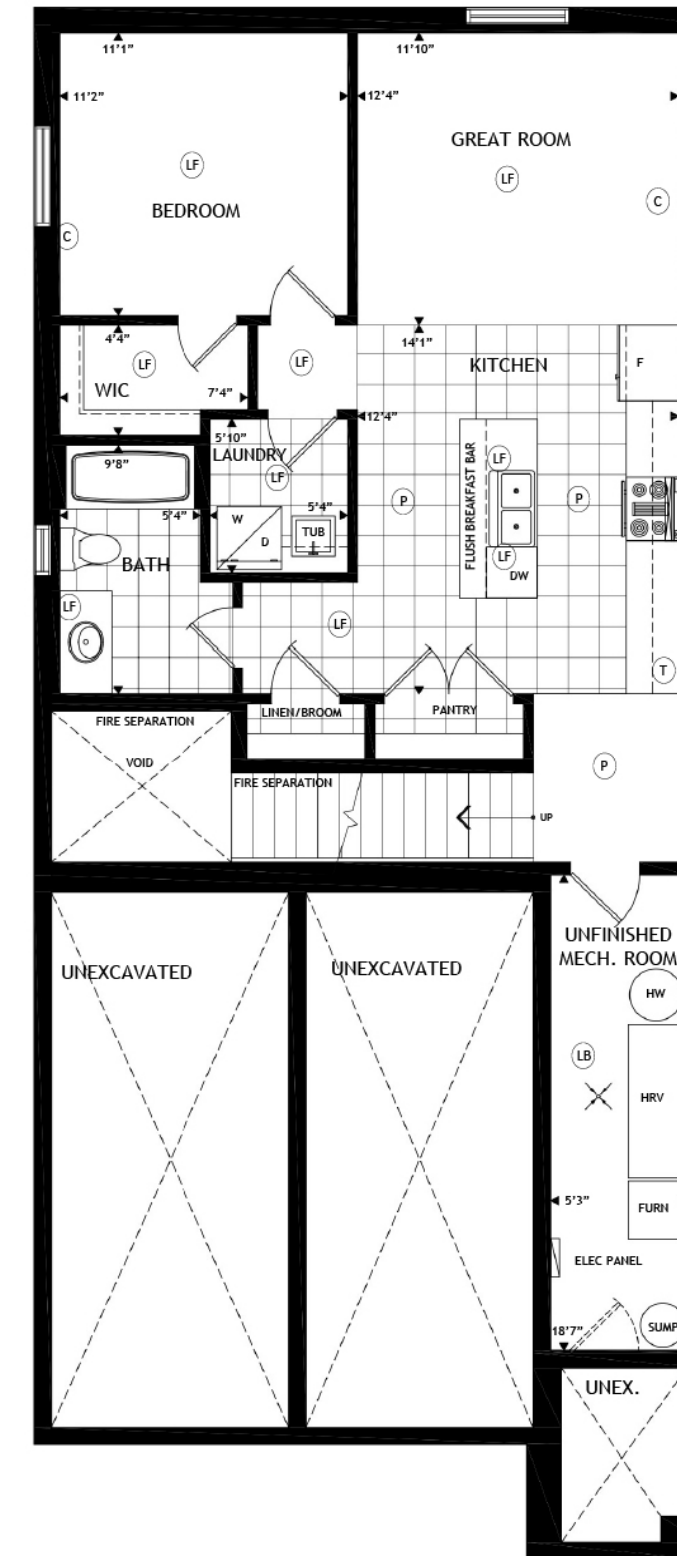 11'1"
11'10"
11'2"
12'4"
GREAT ROOM
LF
LF
BEDROOM
C
C
4'4"
14'1"
LF
LF
KITCHEN
F
WIC
7'4"
12'4"
5'10"
LAUNDRY
9'8"
LF
FLUSH BREAKFAST BAR
LF
5'4"
5'4"
P
P
W
D
TUB
LF
DW
BATH
LF
LF
T
LINEN/BROOM
PANTRY
FIRE SEPARATION
VOID
P
FIRE SEPARATION
UP
UNFINISHED
MECH. ROOM
UNEXCAVATED
UNEXCAVATED
HW
LB
HRV
5'3"
FURN
ELEC PANEL
18'7"
SUMP
UNEX.